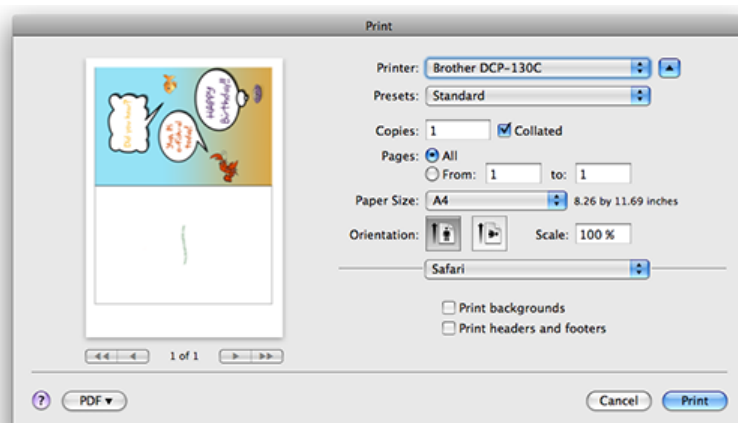 Print
Printer: Brother DCP-130C
Presets: Standard
Copies: 1 Collated
Pages: All
From: 1 to: 1
Paper Size: A4 8.26 by 11.69 inches
Orientation: Scale: 100 %
Safari
Print backgrounds
Print headers and footers
HAPPY
Birthday!!
1 of 1
? PDF ▾ Cancel Print